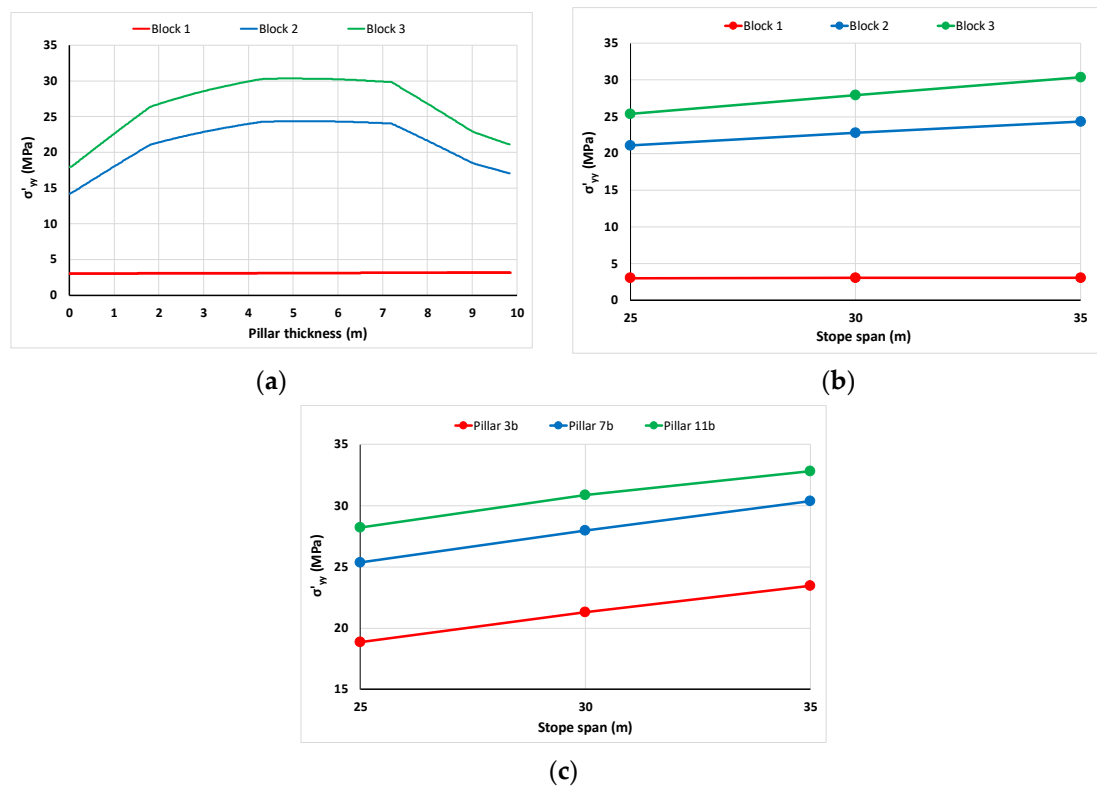 Block 1 Block 2 Block 3
35
30
25
20
15
10
5
0
σ'yy (MPa)
0 1 2 3 4 5 6 7 8 9 10
Pillar thickness (m)
(a)
Block 1 Block 2 Block 3
35
30
25
20
15
10
5
0
σ'yy (MPa)
25 30 35
Stope span (m)
(b)
Pillar 3b Pillar 7b Pillar 11b
35
30
25
20
15
σ'yy (MPa)
25 30 35
Stope span (m)
(c)